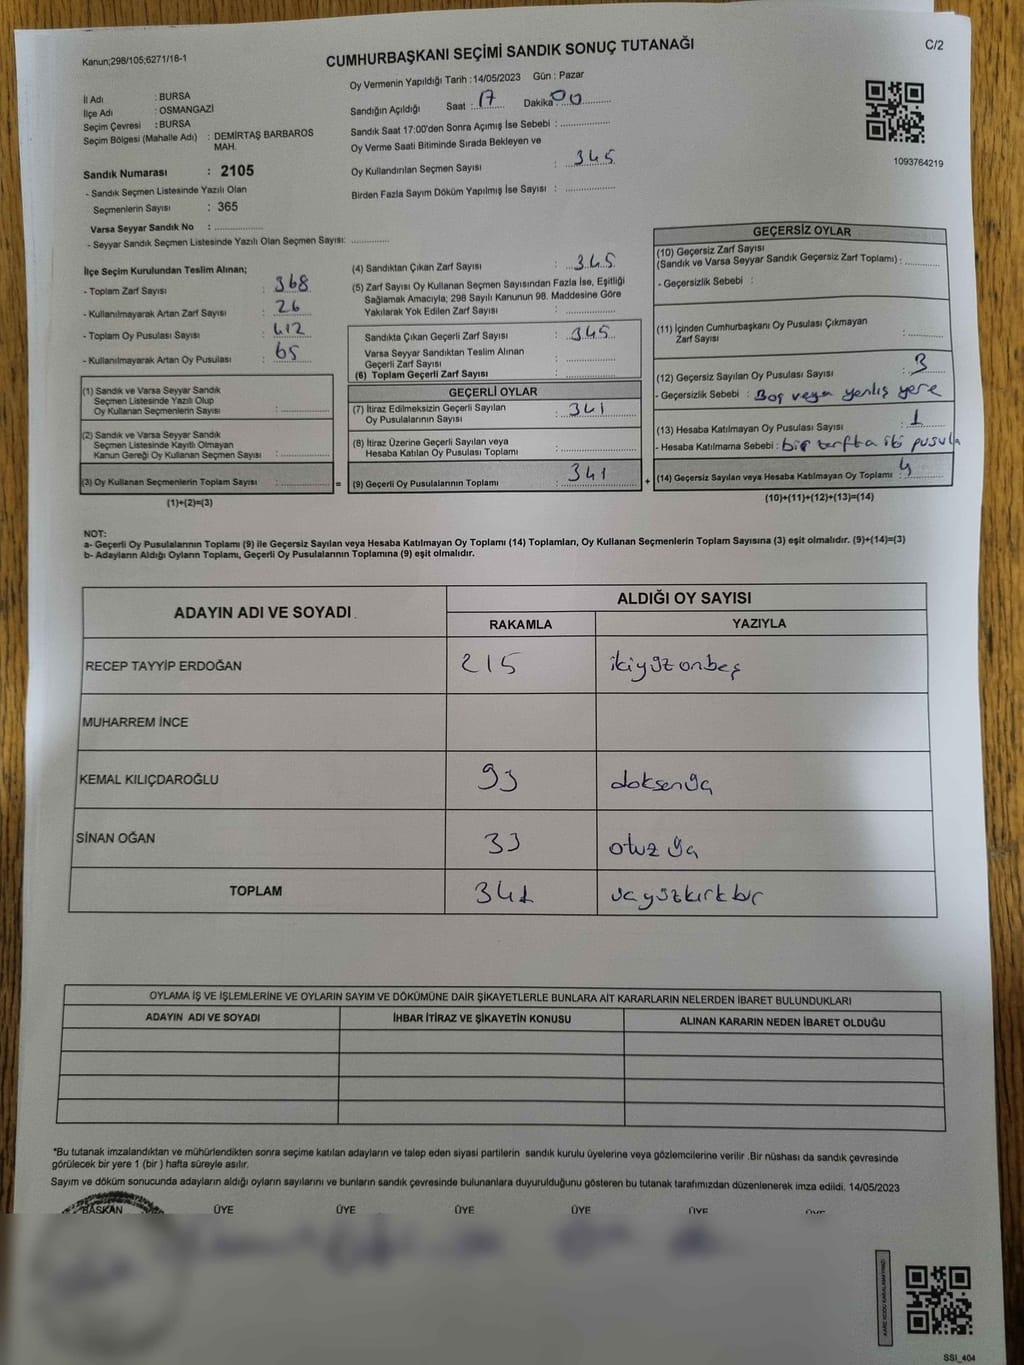 Kanun;298/105;6271/18-1
CUMHURBAŞKANI SEÇİMİ SANDIK SONUÇ TUTANAĞI
C/2
İl Adı : BURSA
İlçe Adı : OSMANGAZİ
Seçim Çevresi : BURSA
Seçim Bölgesi (Mahalle Adı) : DEMİRTAŞ BARBAROS MAH.
Sandık Numarası : 2105
- Sandık Seçmen Listesinde Yazılı Olan
Seçmenlerin Sayısı : 365
Varsa Seyyar Sandık No : ...............
- Seyyar Sandık Seçmen Listesinde Yazılı Olan Seçmen Sayısı: ............
Oy Vermenin Yapıldığı Tarih :14/05/2023 Gün : Pazar
Sandığın Açıldığı Saat : 17 Dakika 00
Sandık Saat 17:00'den Sonra Açımış İse Sebebi : ...............
Oy Verme Saati Bitiminde Sırada Bekleyen ve
Oy Kullandırılan Seçmen Sayısı : 345
Birden Fazla Sayım Döküm Yapılmış İse Sayısı : ...............
1093764219
İlçe Seçim Kurulundan Teslim Alınan;
- Toplam Zarf Sayısı : 368
- Kullanılmayarak Artan Zarf Sayısı : 26
- Toplam Oy Pusulası Sayısı : 412
- Kullanılmayarak Artan Oy Pusulası : 65
(1) Sandık ve Varsa Seyyar Sandık
Seçmen Listesinde Yazılı Olup
Oy Kullanan Seçmenlerin Sayısı : ...............
(2) Sandık ve Varsa Seyyar Sandık
Seçmen Listesinde Kayıtlı Olmayan
Kanun Gereği Oy Kullanan Seçmen Sayısı : ...............
(3) Oy Kullanan Seçmenlerin Toplam Sayısı : ............... =
(1)+(2)=(3)
(4) Sandıktan Çıkan Zarf Sayısı : 345
(5) Zarf Sayısı Oy Kullanan Seçmen Sayısından Fazla İse, Eşitliği
Sağlamak Amacıyla; 298 Sayılı Kanunun 98. Maddesine Göre
Yakılarak Yok Edilen Zarf Sayısı : ...............
Sandıkta Çıkan Geçerli Zarf Sayısı : 345
Varsa Seyyar Sandıktan Teslim Alınan
Geçerli Zarf Sayısı : ...............
(6) Toplam Geçerli Zarf Sayısı : ...............
GEÇERLİ OYLAR
(7) İtiraz Edilmeksizin Geçerli Sayılan
Oy Pusulalarının Sayısı : 341
(8) İtiraz Üzerine Geçerli Sayılan veya
Hesaba Katılan Oy Pusulası Toplamı : ...............
(9) Geçerli Oy Pusulalarının Toplamı : 341 +
GEÇERSİZ OYLAR
(10) Geçersiz Zarf Sayısı
(Sandık ve Varsa Seyyar Sandık Geçersiz Zarf Toplamı) : ............
- Geçersizlik Sebebi :
(11) İçinden Cumhurbaşkanı Oy Pusulası Çıkmayan
Zarf Sayısı : ............
(12) Geçersiz Sayılan Oy Pusulası Sayısı : 3
- Geçersizlik Sebebi : Boş veya yanlış yere
(13) Hesaba Katılmayan Oy Pusulası Sayısı : 1
- Hesaba Katılmama Sebebi : bir zarfta iki pusula
(14) Geçersiz Sayılan veya Hesaba Katılmayan Oy Toplamı : 4
(10)+(11)+(12)+(13)=(14)
NOT:
a- Geçerli Oy Pusulalarının Toplamı (9) ile Geçersiz Sayılan veya Hesaba Katılmayan Oy Toplamı (14) Toplamları, Oy Kullanan Seçmenlerin Toplam Sayısına (3) eşit olmalıdır. (9)+(14)=(3)
b- Adayların Aldığı Oyların Toplamı, Geçerli Oy Pusulalarının Toplamına (9) eşit olmalıdır.
ADAYIN ADI VE SOYADI
ALDIĞI OY SAYISI
RAKAMLA YAZIYLA
RECEP TAYYİP ERDOĞAN 215 ikiyüzonbeş
MUHARREM İNCE
KEMAL KILIÇDAROĞLU 93 doksanüç
SİNAN OĞAN 33 otuz üç
TOPLAM 341 üçyüzkırkbir
OYLAMA İŞ VE İŞLEMLERİNE VE OYLARIN SAYIM VE DÖKÜMÜNE DAİR ŞİKAYETLERLE BUNLARA AİT KARARLARIN NELERDEN İBARET BULUNDUKLARI
ADAYIN ADI VE SOYADI İHBAR İTİRAZ VE ŞİKAYETİN KONUSU ALINAN KARARIN NEDEN İBARET OLDUĞU
*Bu tutanak imzalandıktan ve mühürlendikten sonra seçime katılan adayların ve talep eden siyasi partilerin sandık kurulu üyelerine veya gözlemcilerine verilir .Bir nüshası da sandık çevresinde
görülecek bir yere 1 (bir ) hafta süreyle asılır.
Sayım ve döküm sonucunda adayların aldığı oyların sayılarını ve bunların sandık çevresinde bulunanlara duyurulduğunu gösteren bu tutanak tarafımızdan düzenlenerek imza edildi. 14/05/2023
BAŞKAN ÜYE ÜYE ÜYE ÜYE ÜYE ÜYE
KARE KODU KARALAMAYINIZ!
SSI_404